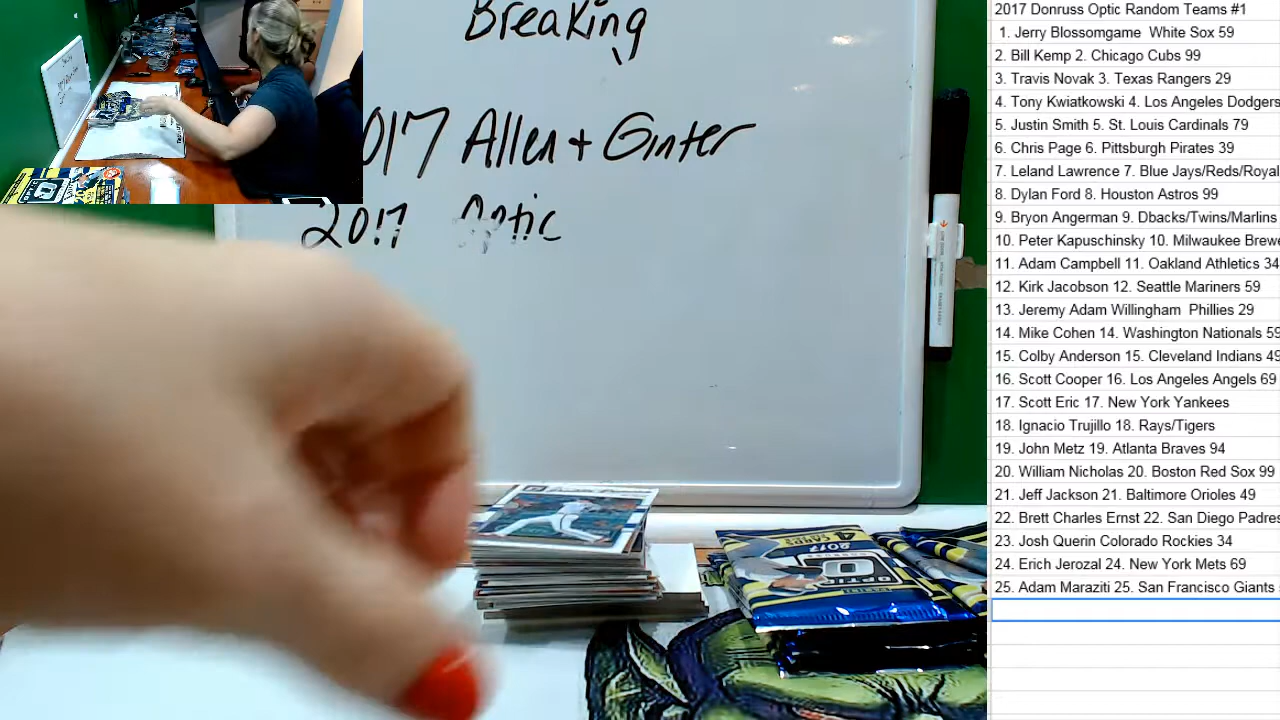 Breaking
2017 Allen + Ginter
2017 Optic
4
CARDS
2017
OPTIC
2017 Donruss Optic Random Teams #1
1. Jerry Blossomgame White Sox 59
2. Bill Kemp 2. Chicago Cubs 99
3. Travis Novak 3. Texas Rangers 29
4. Tony Kwiatkowski 4. Los Angeles Dodgers
5. Justin Smith 5. St. Louis Cardinals 79
6. Chris Page 6. Pittsburgh Pirates 39
7. Leland Lawrence 7. Blue Jays/Reds/Royal
8. Dylan Ford 8. Houston Astros 99
9. Bryon Angerman 9. Dbacks/Twins/Marlins
10. Peter Kapuschinsky 10. Milwaukee Brewe
11. Adam Campbell 11. Oakland Athletics 34
12. Kirk Jacobson 12. Seattle Mariners 59
13. Jeremy Adam Willingham Phillies 29
14. Mike Cohen 14. Washington Nationals 59
15. Colby Anderson 15. Cleveland Indians 49
16. Scott Cooper 16. Los Angeles Angels 69
17. Scott Eric 17. New York Yankees
18. Ignacio Trujillo 18. Rays/Tigers
19. John Metz 19. Atlanta Braves 94
20. William Nicholas 20. Boston Red Sox 99
21. Jeff Jackson 21. Baltimore Orioles 49
22. Brett Charles Ernst 22. San Diego Padres
23. Josh Querin Colorado Rockies 34
24. Erich Jerozal 24. New York Mets 69
25. Adam Maraziti 25. San Francisco Giants